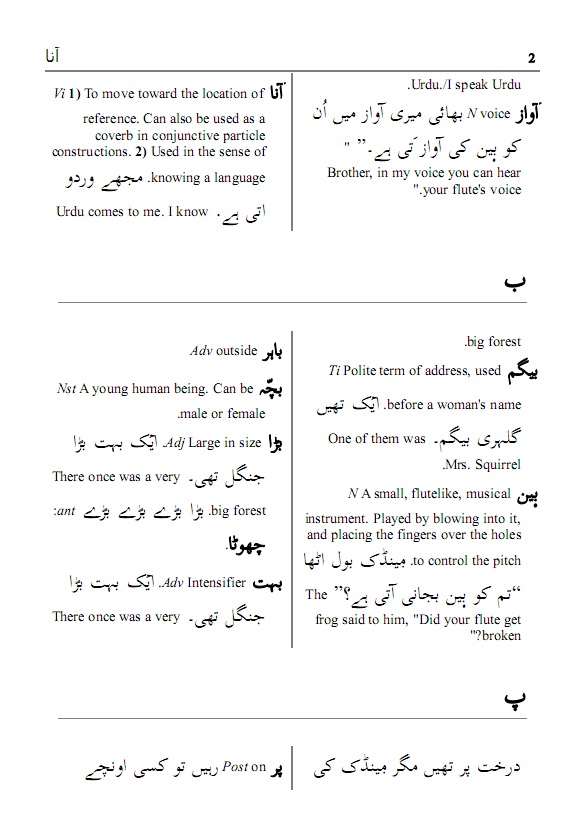 آنا 2
آنا Vi 1) To move toward the location of
reference. Can also be used as a
coverb in conjunctive particle
constructions. 2) Used in the sense of
knowing a language. مجھے وردو
اتی ہے۔ Urdu comes to me. I know
Urdu./I speak Urdu.
آواز N voice بھائی میری آواز میں اُن
کو بین کی آواز َتی ہے۔” "
Brother, in my voice you can hear
your flute's voice."
ب
باہر Adv outside
بچّہ Nst A young human being. Can be
male or female.
بڑا Adj Large in size. ایٔک بہت بڑا
جنگل تھی۔ There once was a very
big forest. بڑا بڑے بڑے بڑے ant:
چھوٹا.
بہت Adv Intensifier. ایٔک بہت بڑا
جنگل تھی۔ There once was a very
big forest.
بیگم Ti Polite term of address, used
before a woman's name. ایٔک تھیں
گلہری بیگم۔ One of them was
Mrs. Squirrel.
بین N A small, flutelike, musical
instrument. Played by blowing into it,
and placing the fingers over the holes
to control the pitch. مینڈک بول اٹھا
“تم کو بین بجانی آتی ہے؟” The
frog said to him, "Did your flute get
broken?"
پ
پر Post on رہیں تو کسی اونچے
درخت پر تھیں مگر مینڈک کی